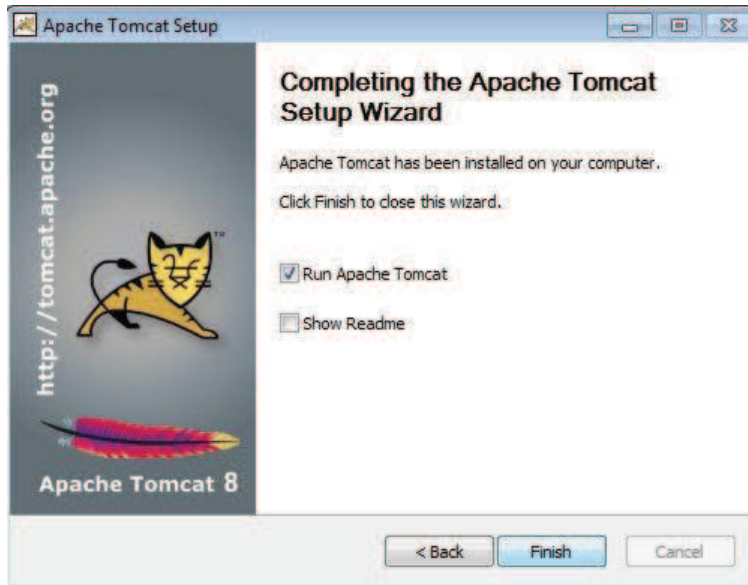 Apache Tomcat Setup
http://tomcat.apache.org
TM
Apache Tomcat 8
Completing the Apache Tomcat
Setup Wizard
Apache Tomcat has been installed on your computer.
Click Finish to close this wizard.
Run Apache Tomcat
Show Readme
< Back
Finish
Cancel